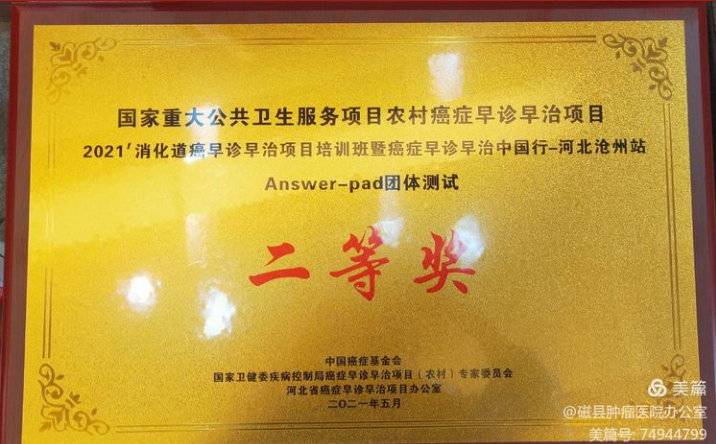 国家重大公共卫生服务项目农村癌症早诊早治项目
2021'消化道癌早诊早治项目培训班暨癌症早诊早治中国行-河北沧州站
Answer-pad团体测试
二等奖
中国癌症基金会
国家卫健委疾病控制局癌症早诊早治项目（农村）专家委员会
河北省癌症早诊早治项目办公室
二〇二一年五月
美篇
@磁县肿瘤医院办公室
美篇号: 74944799